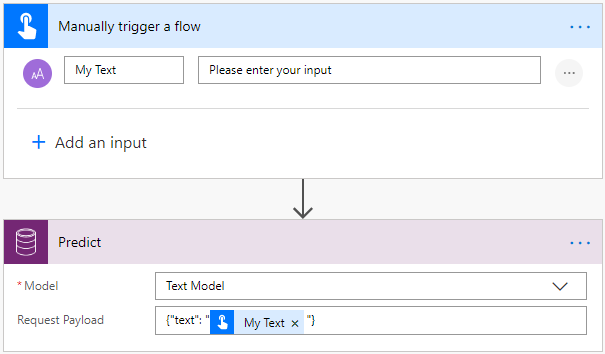 Manually trigger a flow
My Text Please enter your input
+ Add an input
Predict
* Model Text Model
Request Payload {"text": " My Text × "}